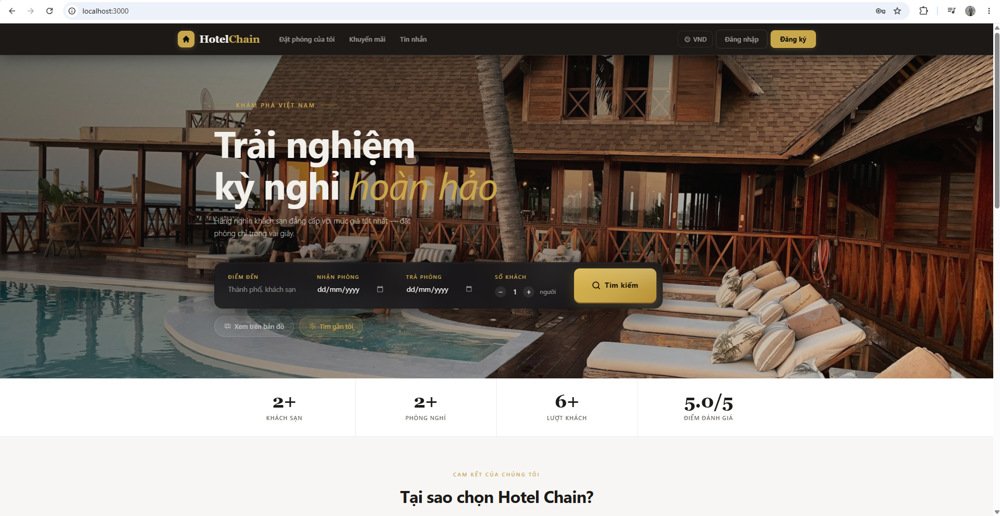 localhost:3000
HotelChain
Đặt phòng của tôi
Khuyến mãi
Tin nhắn
VND
Đăng nhập
Đăng ký
KHÁM PHÁ VIỆT NAM
Trải nghiệm
kỳ nghỉ hoàn hảo
Hàng nghìn khách sạn đẳng cấp với mức giá tốt nhất — đặt
phòng chỉ trong vài giây.
ĐIỂM ĐẾN
Thành phố, khách sạn
NHẬN PHÒNG
dd/mm/yyyy
TRẢ PHÒNG
dd/mm/yyyy
SỐ KHÁCH
− 1 + người
Tìm kiếm
Xem trên bản đồ
Tìm gần tôi
2+
KHÁCH SẠN
2+
PHÒNG NGHỈ
6+
LƯỢT KHÁCH
5.0/5
ĐIỂM ĐÁNH GIÁ
CAM KẾT CỦA CHÚNG TÔI
Tại sao chọn Hotel Chain?